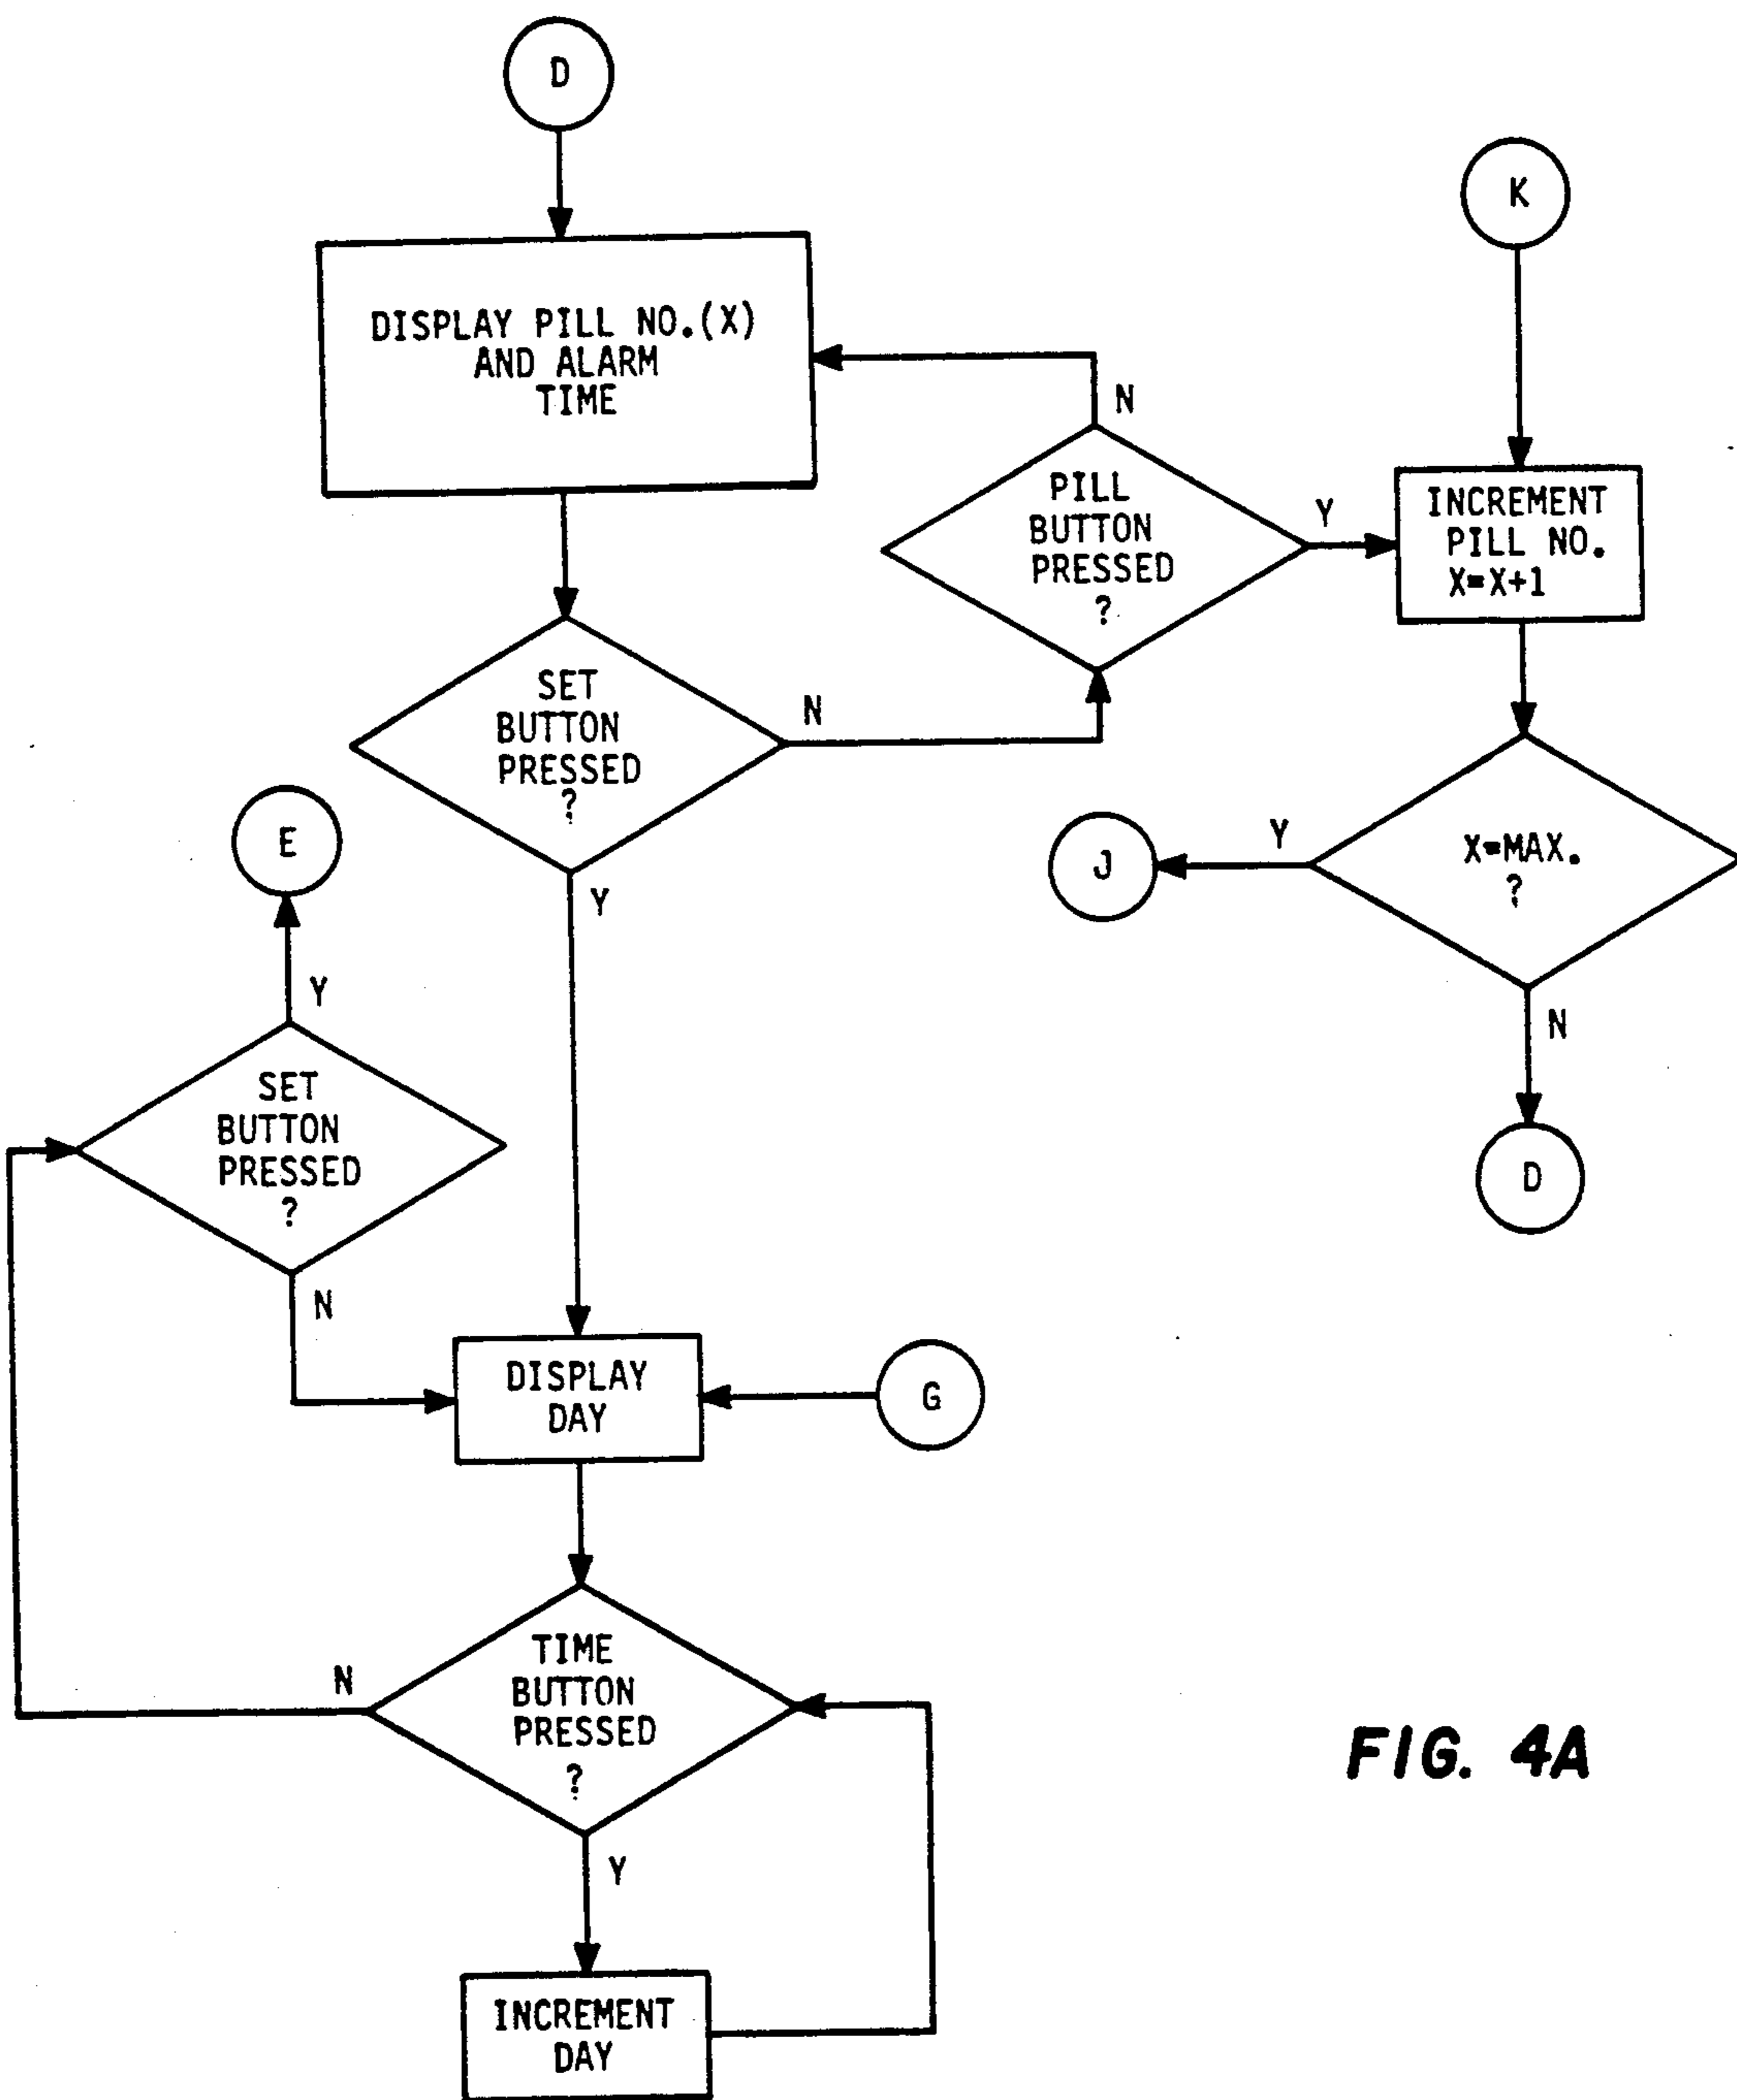 D
K
DISPLAY PILL NO.(X)
AND ALARM
TIME
N
PILL
BUTTON
PRESSED
?
Y
INCREMENT
PILL NO.
X=X+1
SET
BUTTON
PRESSED
?
N
Y
E
J
Y
X=MAX.
?
N
D
Y
SET
BUTTON
PRESSED
?
N
DISPLAY
DAY
G
TIME
BUTTON
PRESSED
?
N
Y
INCREMENT
DAY
FIG. 4A